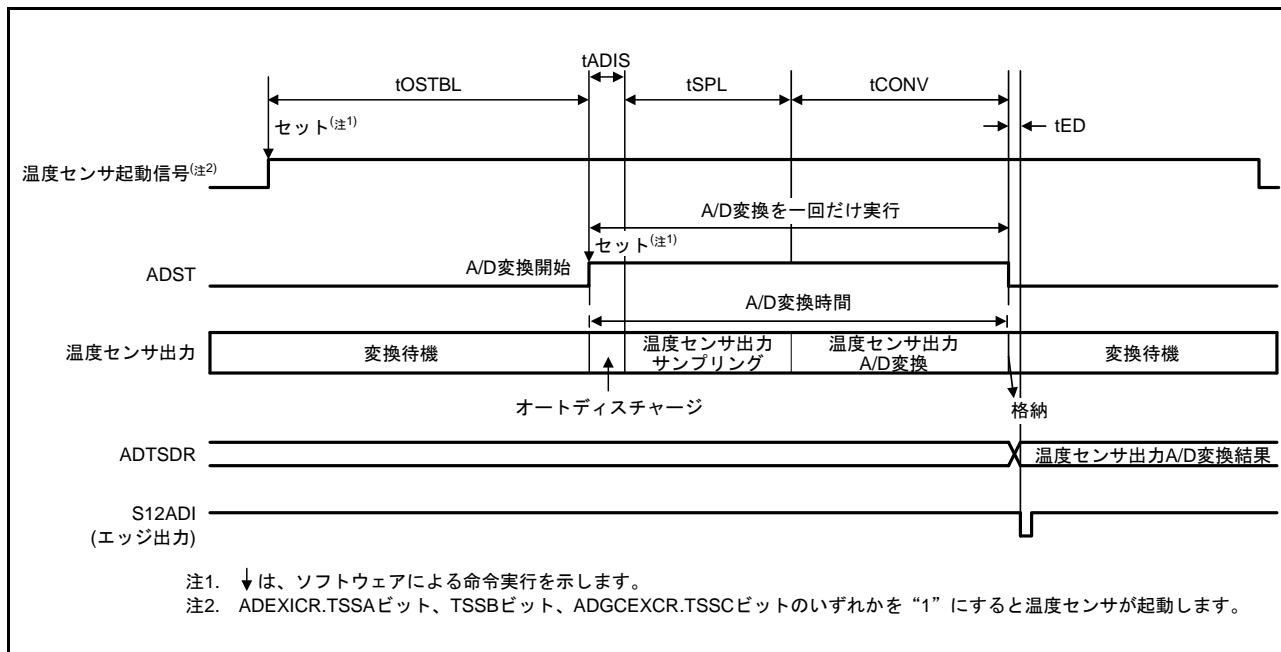 tADIS
tOSTBL
tSPL
tCONV
tED
セット(注1)
温度センサ起動信号(注2)
A/D変換を一回だけ実行
セット(注1)
A/D変換開始
ADST
A/D変換時間
温度センサ出力
変換待機
温度センサ出力
サンプリング
温度センサ出力
A/D変換
変換待機
オートディスチャージ
格納
ADTSDR
温度センサ出力A/D変換結果
S12ADI
(エッジ出力)
注1. ↓は、ソフトウェアによる命令実行を示します。
注2. ADEXICR.TSSAビット、TSSBビット、ADGCEXCR.TSSCビットのいずれかを“1”にすると温度センサが起動します。